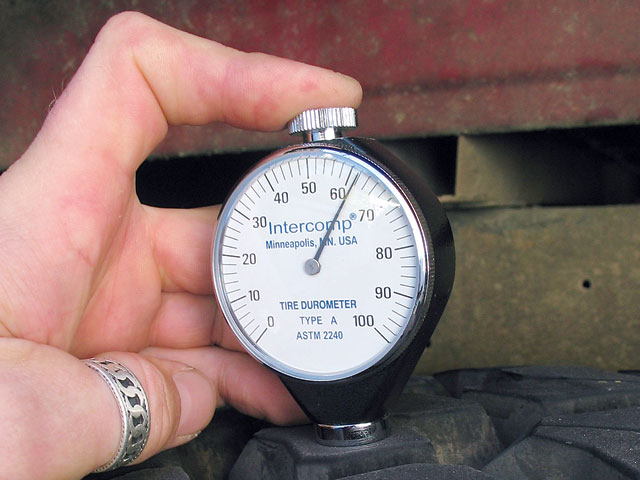 50
40 60
30 70
Intercomp®
Minneapolis, MN. USA
20 80
10 90
TIRE DUROMETER
0 TYPE A 100
ASTM 2240